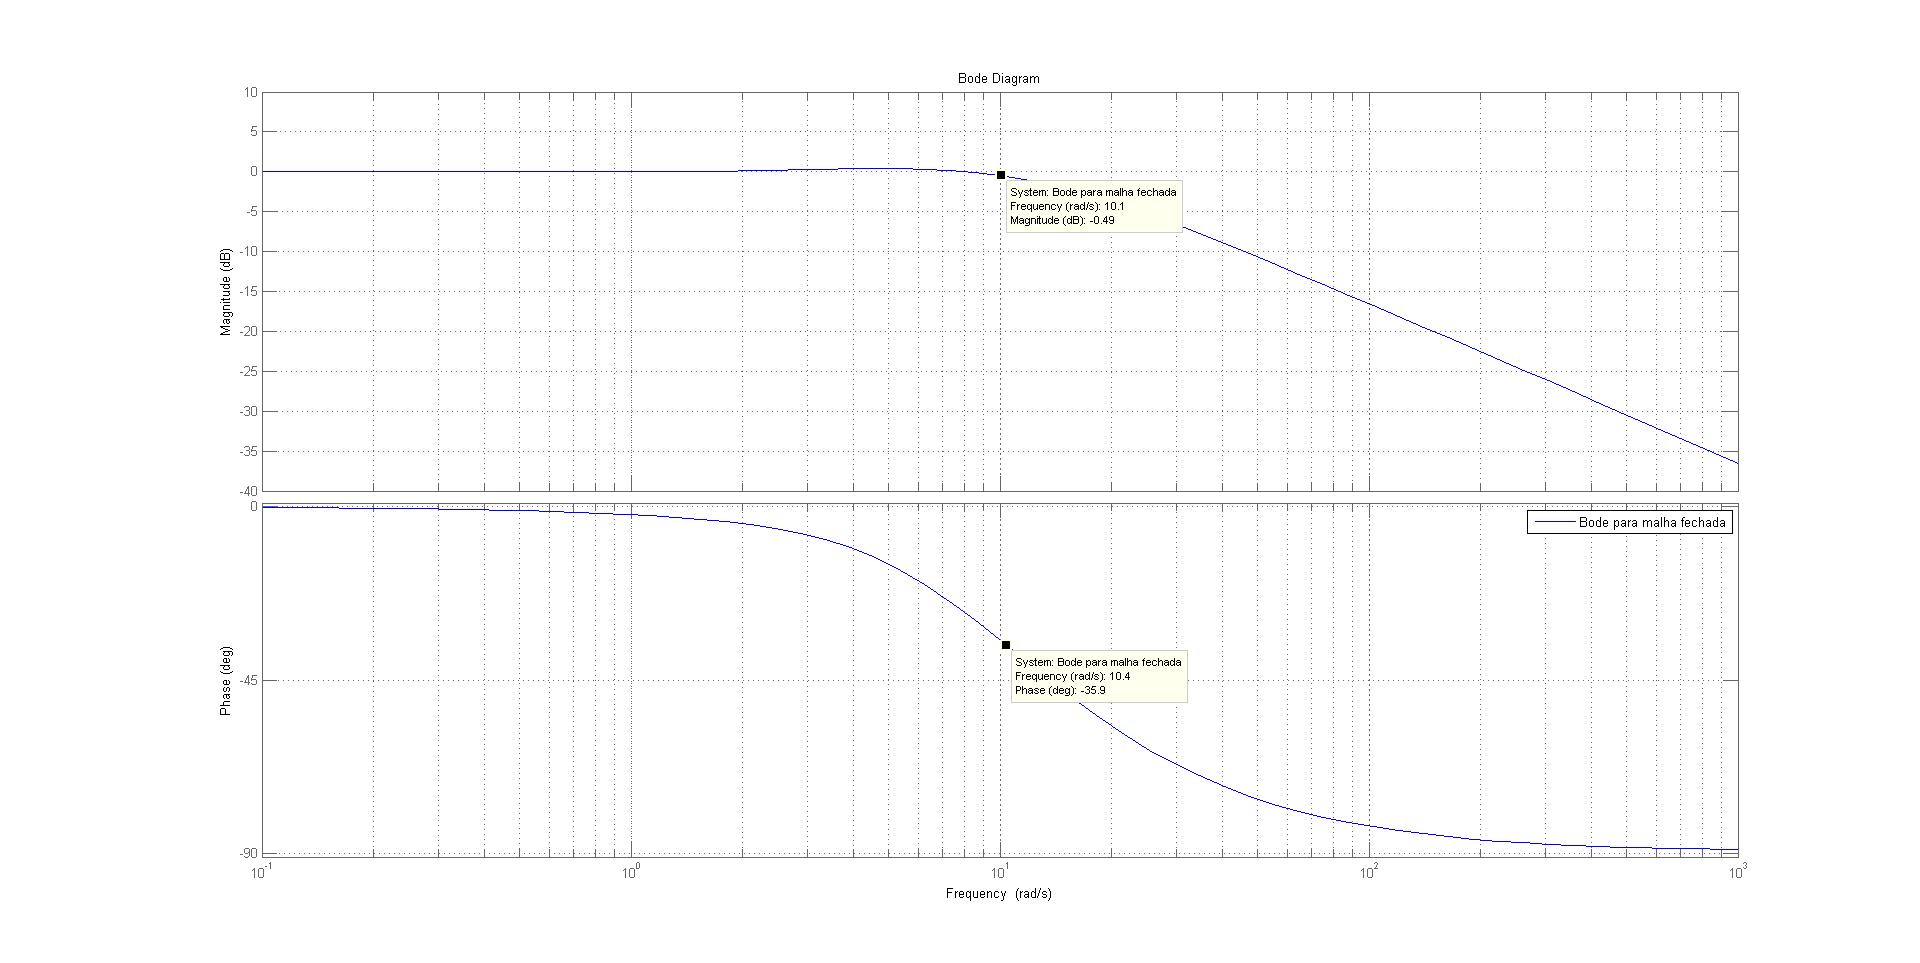 Bode Diagram
10
5
0
-5
-10
-15
-20
-25
-30
-35
-40
Magnitude (dB)
System: Bode para malha fechada
Frequency (rad/s): 10.1
Magnitude (dB): -0.49
0
-45
-90
Phase (deg)
Bode para malha fechada
System: Bode para malha fechada
Frequency (rad/s): 10.4
Phase (deg): -35.9
10^-1 10^0 10^1 10^2 10^3
Frequency (rad/s)